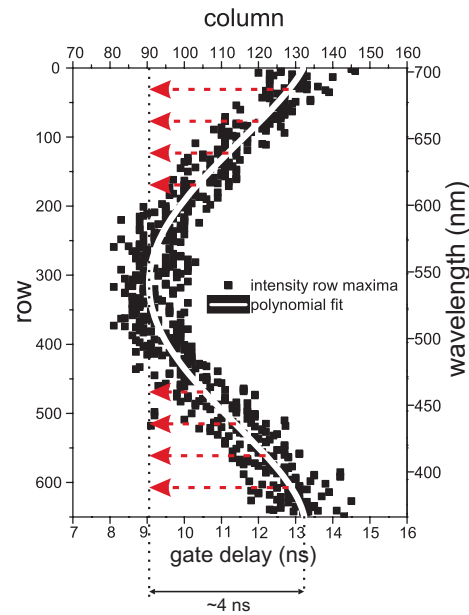 column
70 80 90 100 110 120 130 140 150 160
0 100 200 300 400 500 600
row
700 650 600 550 500 450 400
wavelength (nm)
intensity row maxima
polynomial fit
7 8 9 10 11 12 13 14 15 16
gate delay (ns)
~4 ns